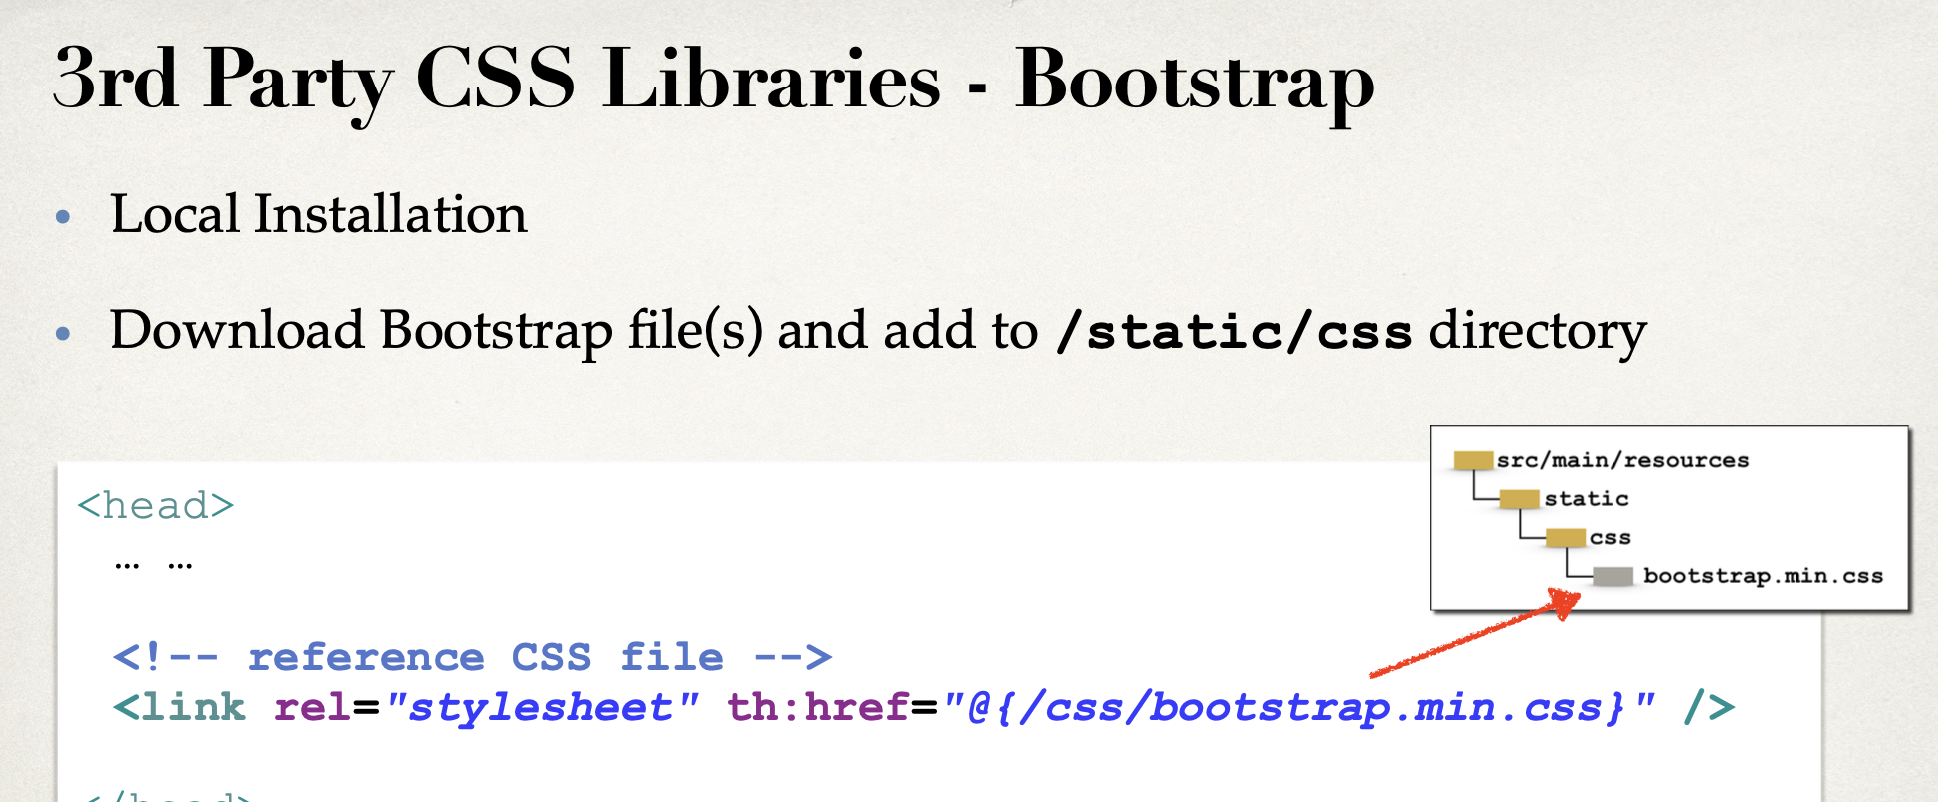 3rd Party CSS Libraries - Bootstrap
• Local Installation
• Download Bootstrap file(s) and add to /static/css directory
src/main/resources
static
css
bootstrap.min.css
<head>
… …
<!-- reference CSS file -->
<link rel="stylesheet" th:href="@{/css/bootstrap.min.css}" />
</head>